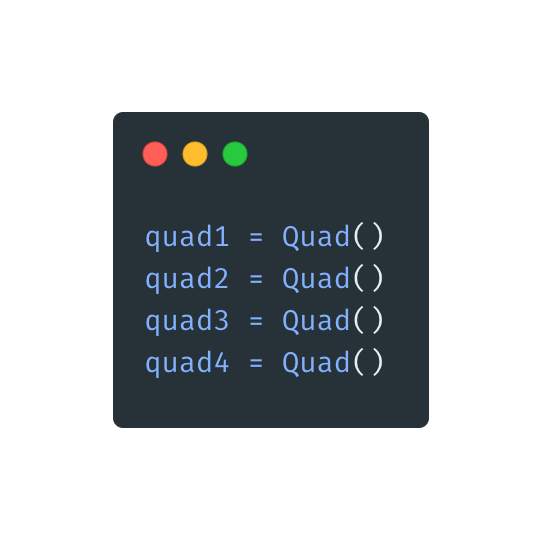 quad1 = Quad()
quad2 = Quad()
quad3 = Quad()
quad4 = Quad()